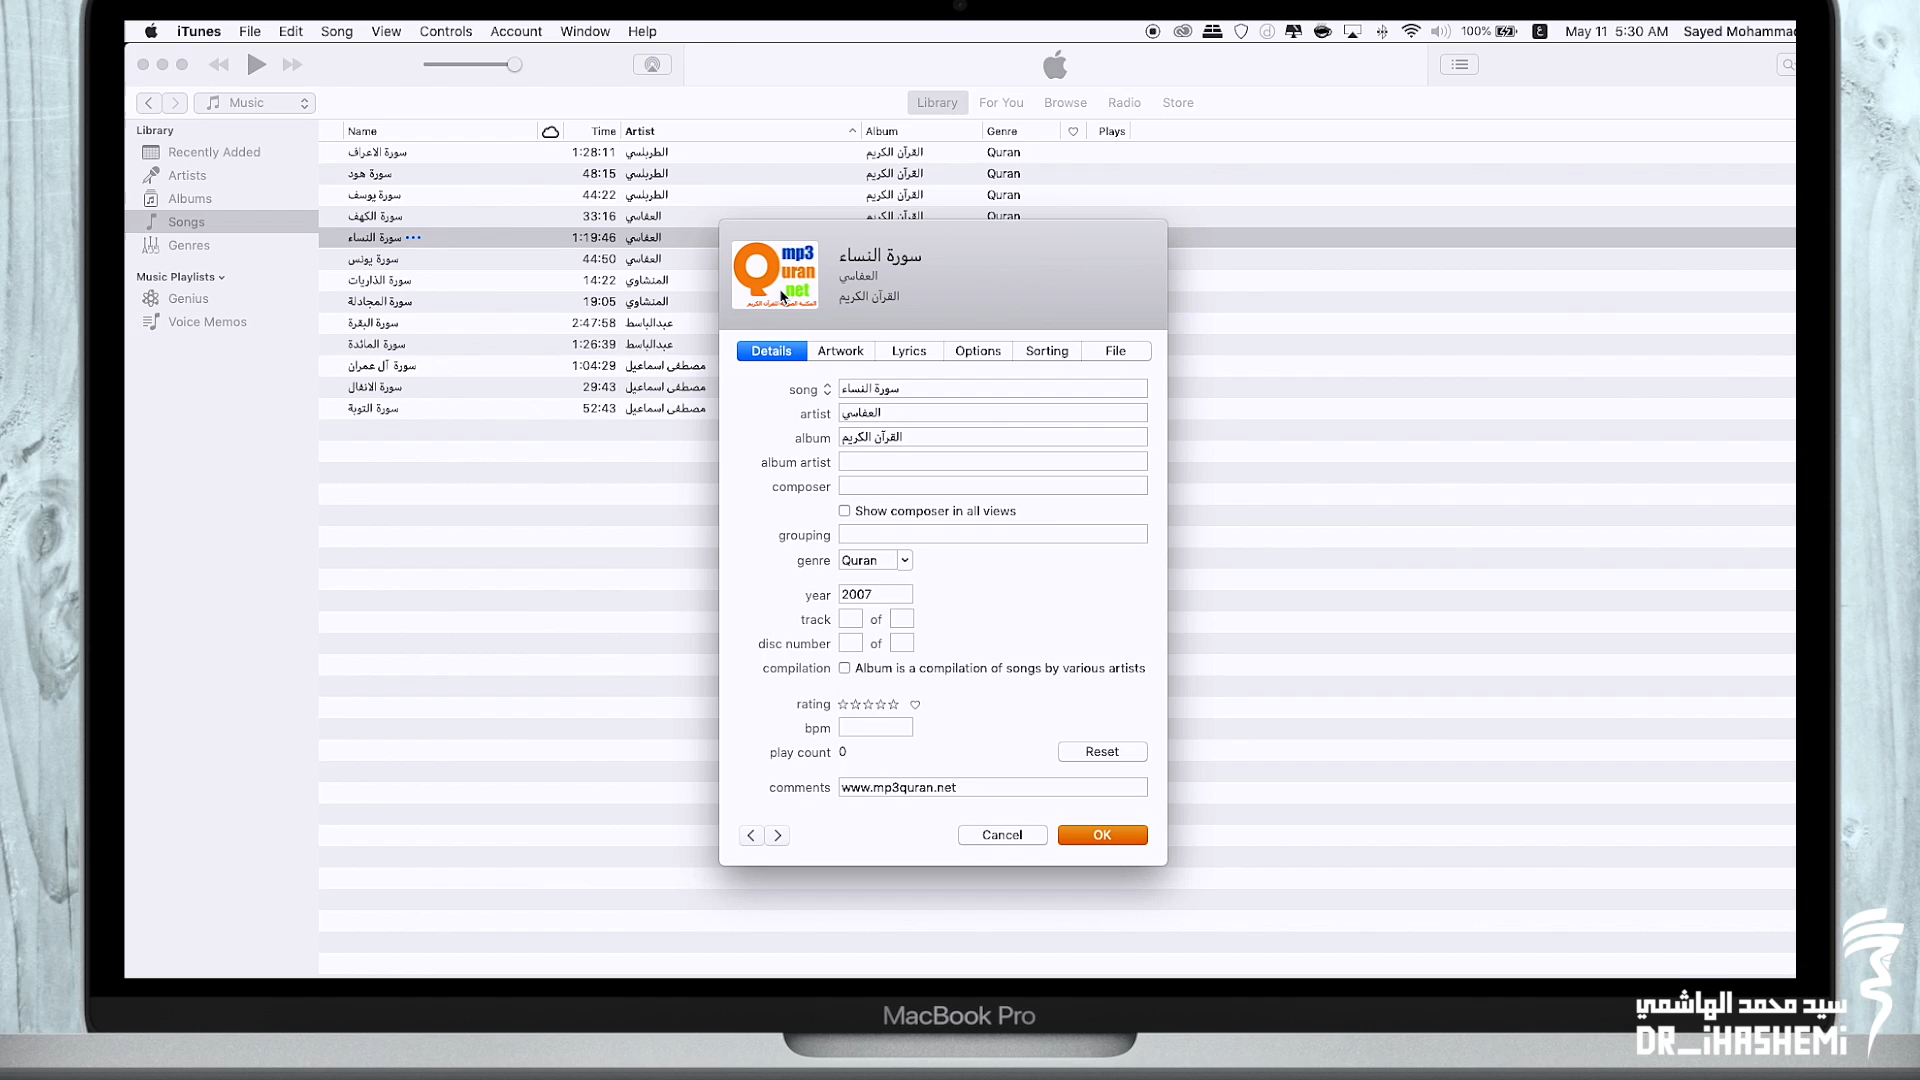 iTunes File Edit Song View Controls Account Window Help 100% ع May 11 5:30 AM Sayed Mohammad
Music Library For You Browse Radio Store
Library
Recently Added
Artists
Albums
Songs
Genres
Music Playlists
Genius
Voice Memos
Name Time Artist Album Genre Plays
سورة الاعراف 1:28:11 الطربلسي القرآن الكريم Quran
سورة هود 48:15 الطربلسي القرآن الكريم Quran
سورة يوسف 44:22 الطربلسي القرآن الكريم Quran
سورة الكهف 33:16 العفاسي القرآن الكريم Quran
سورة النساء 1:19:46 العفاسي
سورة يونس 44:50 العفاسي
سورة الذاريات 14:22 المنشاوي
سورة المجادلة 19:05 المنشاوي
سورة البقرة 2:47:58 عبدالباسط
سورة المائدة 1:26:39 عبدالباسط
سورة آل عمران 1:04:29 مصطفى اسماعيل
سورة الانفال 29:43 مصطفى اسماعيل
سورة التوبة 52:43 مصطفى اسماعيل
mp3
Quran
.net
سورة النساء
العفاسي
القرآن الكريم
Details Artwork Lyrics Options Sorting File
song سورة النساء
artist العفاسي
album القرآن الكريم
album artist
composer
Show composer in all views
grouping
genre Quran
year 2007
track of
disc number of
compilation Album is a compilation of songs by various artists
rating
bpm
play count 0 Reset
comments www.mp3quran.net
Cancel OK
MacBook Pro
سيد محمد الهاشمي
DR_iHASHEMi